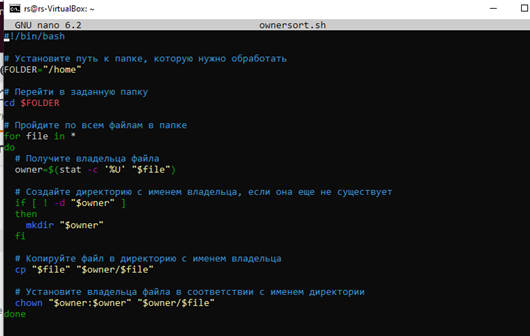 rs@rs-VirtualBox: ~
GNU nano 6.2 ownersort.sh
#!/bin/bash
# Установите путь к папке, которую нужно обработать
FOLDER="/home"
# Перейти в заданную папку
cd $FOLDER
# Пройдите по всем файлам в папке
for file in *
do
# Получите владельца файла
owner=$(stat -c '%U' "$file")
# Создайте директорию с именем владельца, если она еще не существует
if [ ! -d "$owner" ]
then
mkdir "$owner"
fi
# Копируйте файл в директорию с именем владельца
cp "$file" "$owner/$file"
# Установите владельца файла в соответствии с именем директории
chown "$owner:$owner" "$owner/$file"
done